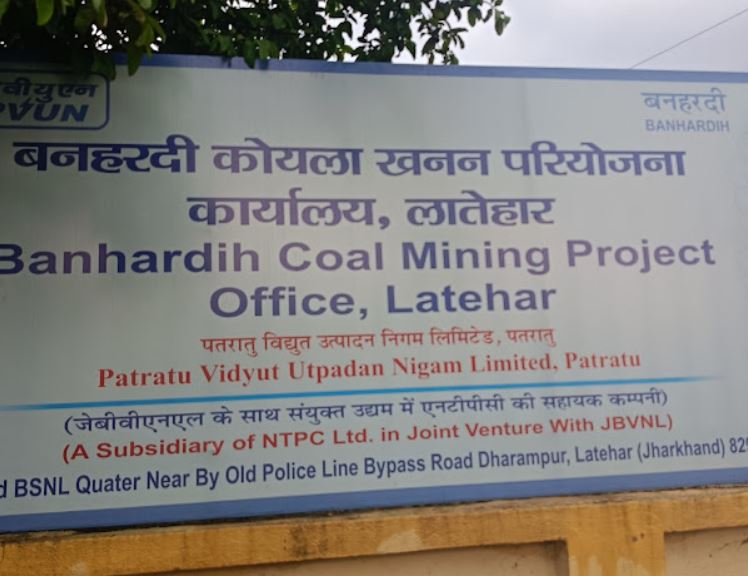 बनहरदी
BANHARDIH
बनहरदी कोयला खनन परियोजना
कार्यालय, लातेहार
Banhardih Coal Mining Project
Office, Latehar
पतरातु विद्युत उत्पादन निगम लिमिटेड, पतरातु
Patratu Vidyut Utpadan Nigam Limited, Patratu
(जेबीवीएनएल के साथ संयुक्त उद्यम में एनटीपीसी की सहायक कम्पनी)
(A Subsidiary of NTPC Ltd. in Joint Venture With JBVNL)
BSNL Quater Near By Old Police Line Bypass Road Dharampur, Latehar (Jharkhand)